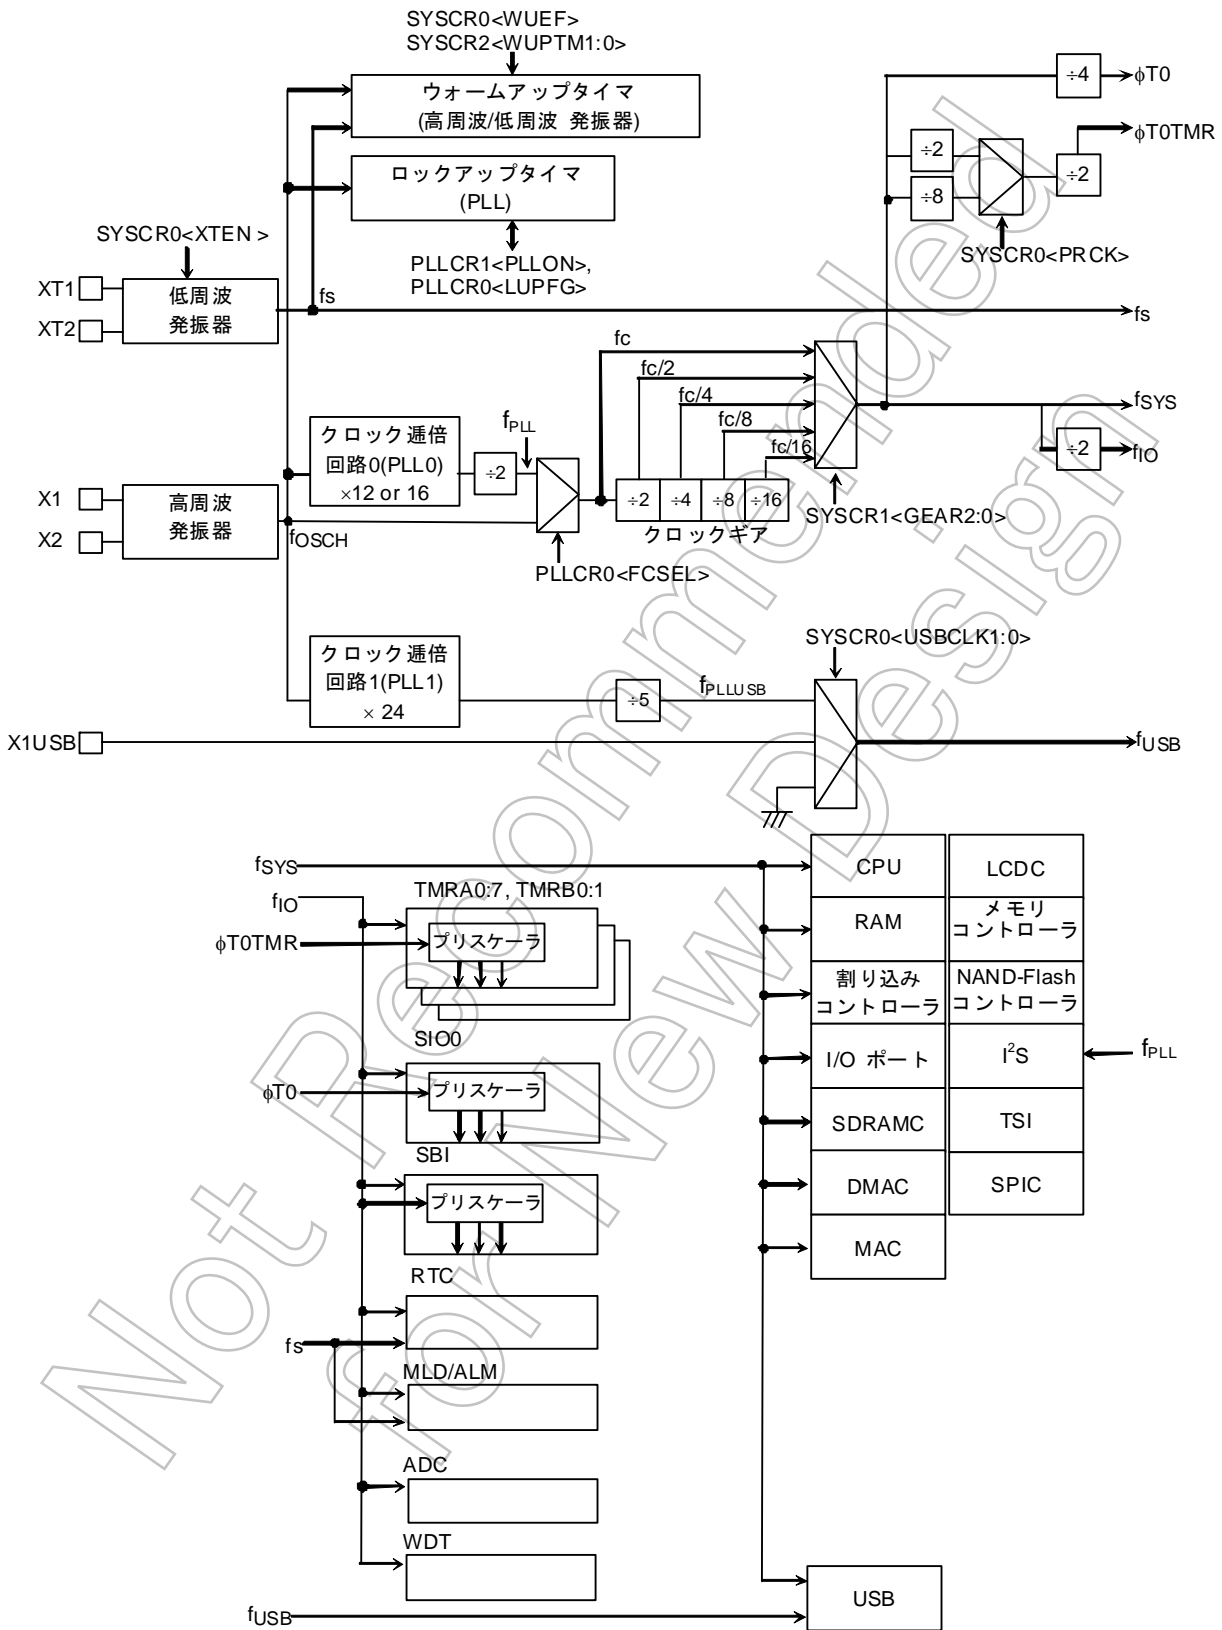 SYSCR0<WUEF>
SYSCR2<WUPTM1:0>
ウォームアップタイマ
(高周波/低周波 発振器)
ロックアップタイマ
(PLL)
PLLCR1<PLLON>,
PLLCR0<LUPFG>
÷4
φT0
φT0TMR
÷2
÷8
÷2
SYSCR0<PRCK>
SYSCR0<XTEN >
XT1
XT2
低周波
発振器
fs
fs
fc
fc/2
fc/4
fc/8
fc/16
fSYS
÷2
fIO
クロック逓倍
回路0(PLL0)
×12 or 16
÷2
fPLL
÷2
÷4
÷8
÷16
クロックギア
SYSCR1<GEAR2:0>
X1
X2
高周波
発振器
fOSCH
PLLCR0<FCSEL>
クロック逓倍
回路1(PLL1)
× 24
÷5
fPLLUSB
SYSCR0<USBCLK1:0>
X1USB
fUSB
fSYS
fIO
φT0TMR
TMRA0:7, TMRB0:1
プリスケーラ
SIO0
φT0
プリスケーラ
SBI
プリスケーラ
RTC
fs
MLD/ALM
ADC
WDT
fUSB
CPU
LCDC
RAM
メモリ
コントローラ
割り込み
コントローラ
NAND-Flash
コントローラ
I/O ポート
I²S
fPLL
SDRAMC
TSI
DMAC
SPIC
MAC
USB
Not Recommended
for New Design